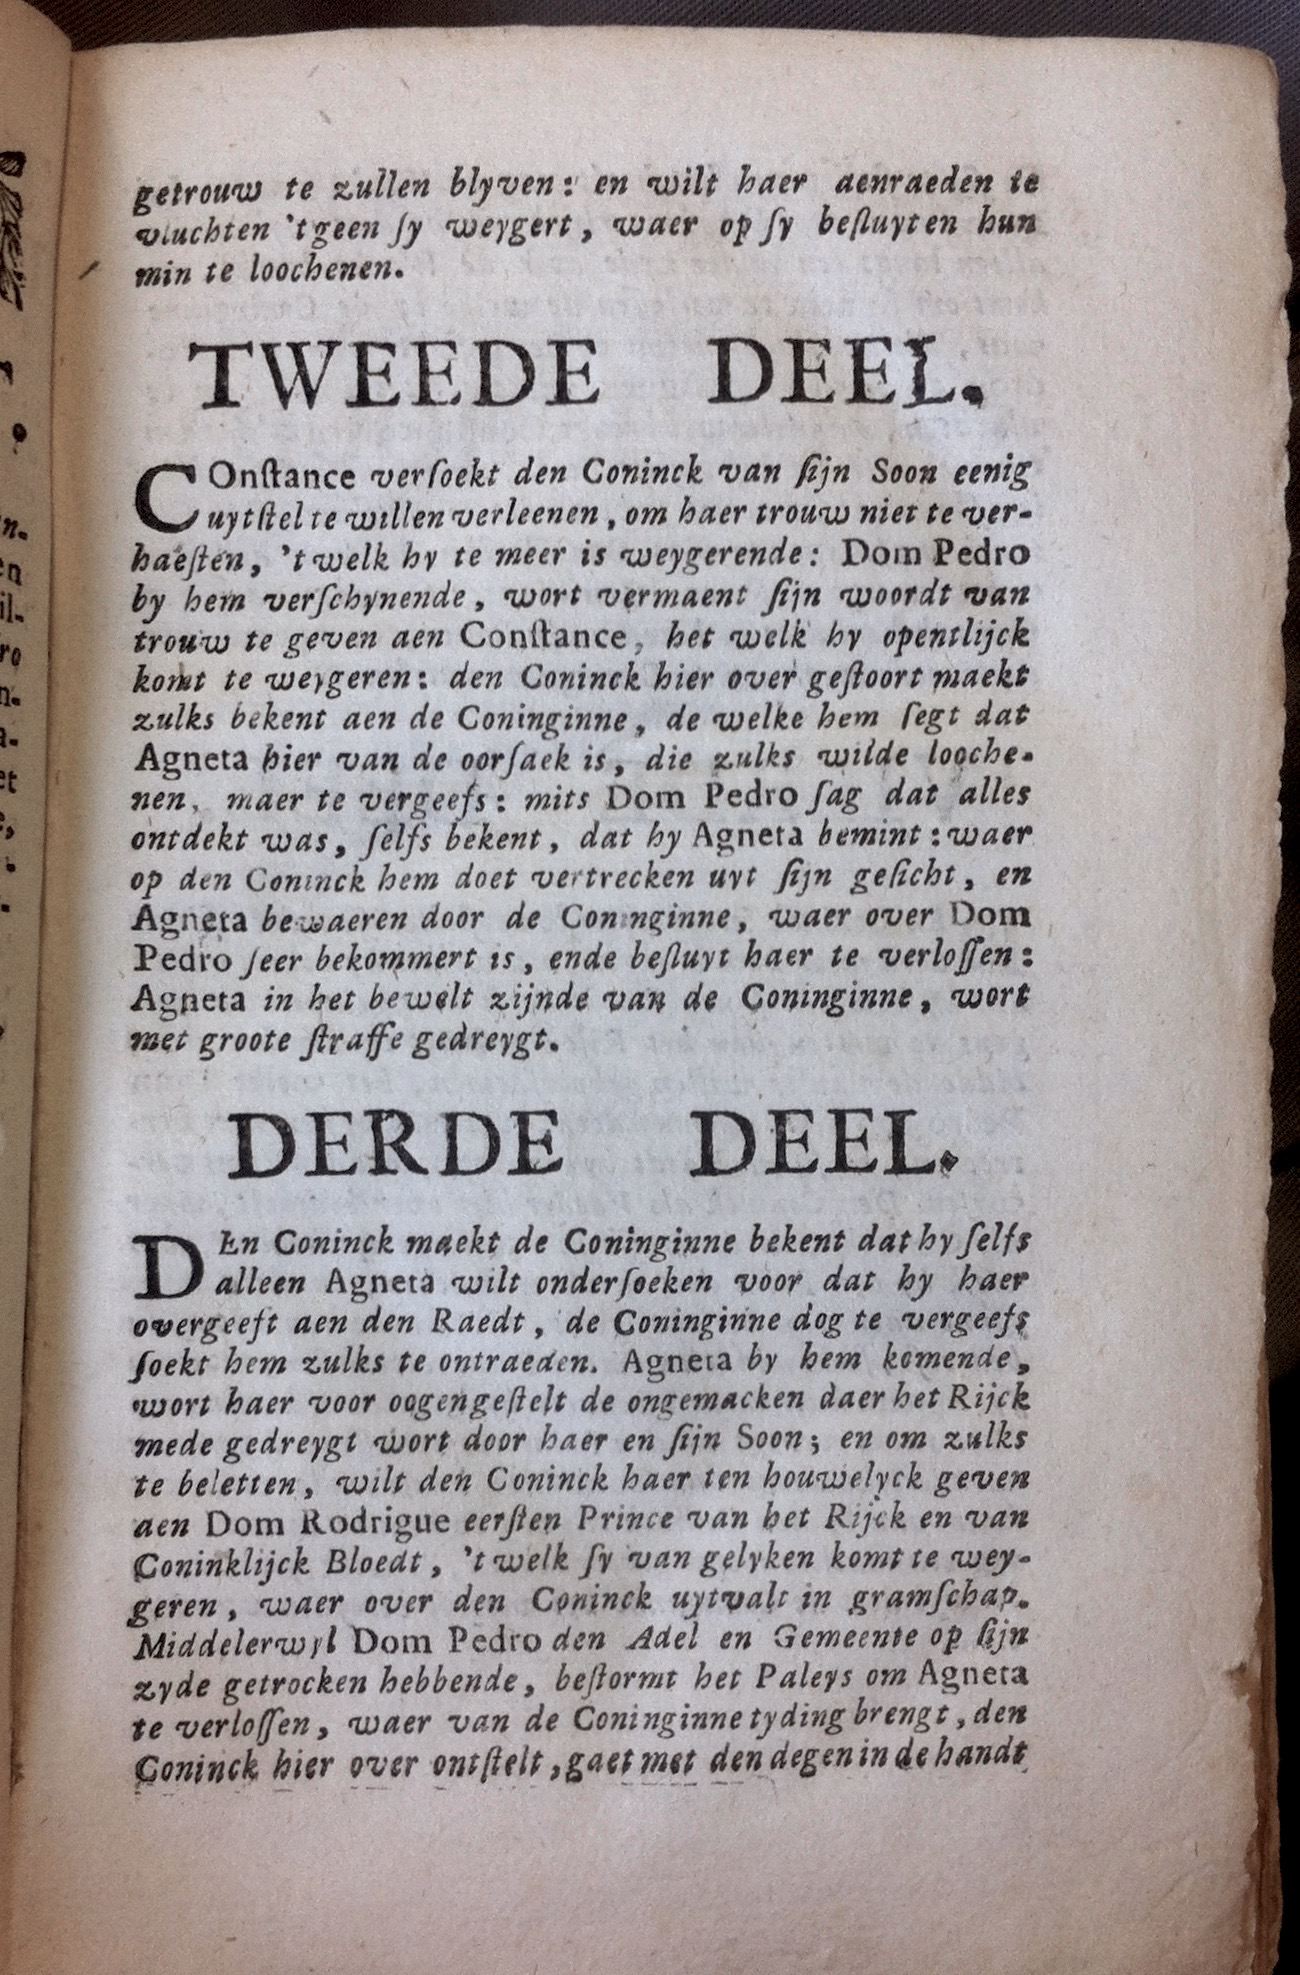 getrouw te zullen blyven: en wilt haer aenraeden te
vluchten 't geen ſy weygert, waer op ſy beſluyten hun
min te loochenen.
TWEEDE DEEL.
COnſtance verſoekt den Coninck van ſijn Soon eenig
uytſtel te willen verleenen, om haer trouw niet te ver-
haeſten, 't welk hy te meer is weygerende: Dom Pedro
by hem verſchynende, wort vermaent ſijn woordt van
trouw te geven aen Conſtance, het welk hy opentlijck
komt te weygeren: den Coninck hier over geſtoort maekt
zulks bekent aen de Coninginne, de welke hem ſegt dat
Agneta hier van de oorſaek is, die zulks wilde looche-
nen, maer te vergeefs: mits Dom Pedro ſag dat alles
ontdekt was, ſelfs bekent, dat hy Agneta bemint: waer
op den Coninck hem doet vertrecken uyt ſijn geſicht, en
Agneta bewaeren door de Coninginne, waer over Dom
Pedro ſeer bekommert is, ende beſluyt haer te verloſſen:
Agneta in het bewelt zijnde van de Coninginne, wort
met groote ſtraffe gedreygt.
DERDE DEEL.
DEn Coninck maekt de Coninginne bekent dat hy ſelfs
alleen Agneta wilt onderſoeken voor dat hy haer
overgeeft aen den Raedt, de Coninginne dog te vergeefs
ſoekt hem zulks te ontraeden. Agneta by hem komende,
wort haer voor oogengeſtelt de ongemacken daer het Rijck
mede gedreygt wort door haer en ſijn Soon; en om zulks
te beletten, wilt den Coninck haer ten houwelyck geven
aen Dom Rodrigue eerſten Prince van het Rijck en van
Coninklijck Bloedt, 't welk ſy van gelyken komt te wey-
geren, waer over den Coninck uytvalt in gramſchap.
Middelerwyl Dom Pedro den Adel en Gemeente op ſijn
zyde getrocken hebbende, beſtormt het Paleys om Agneta
te verloſſen, waer van de Coninginne tyding brengt, den
Coninck hier over ontſtelt, gaet met den degen in de handt